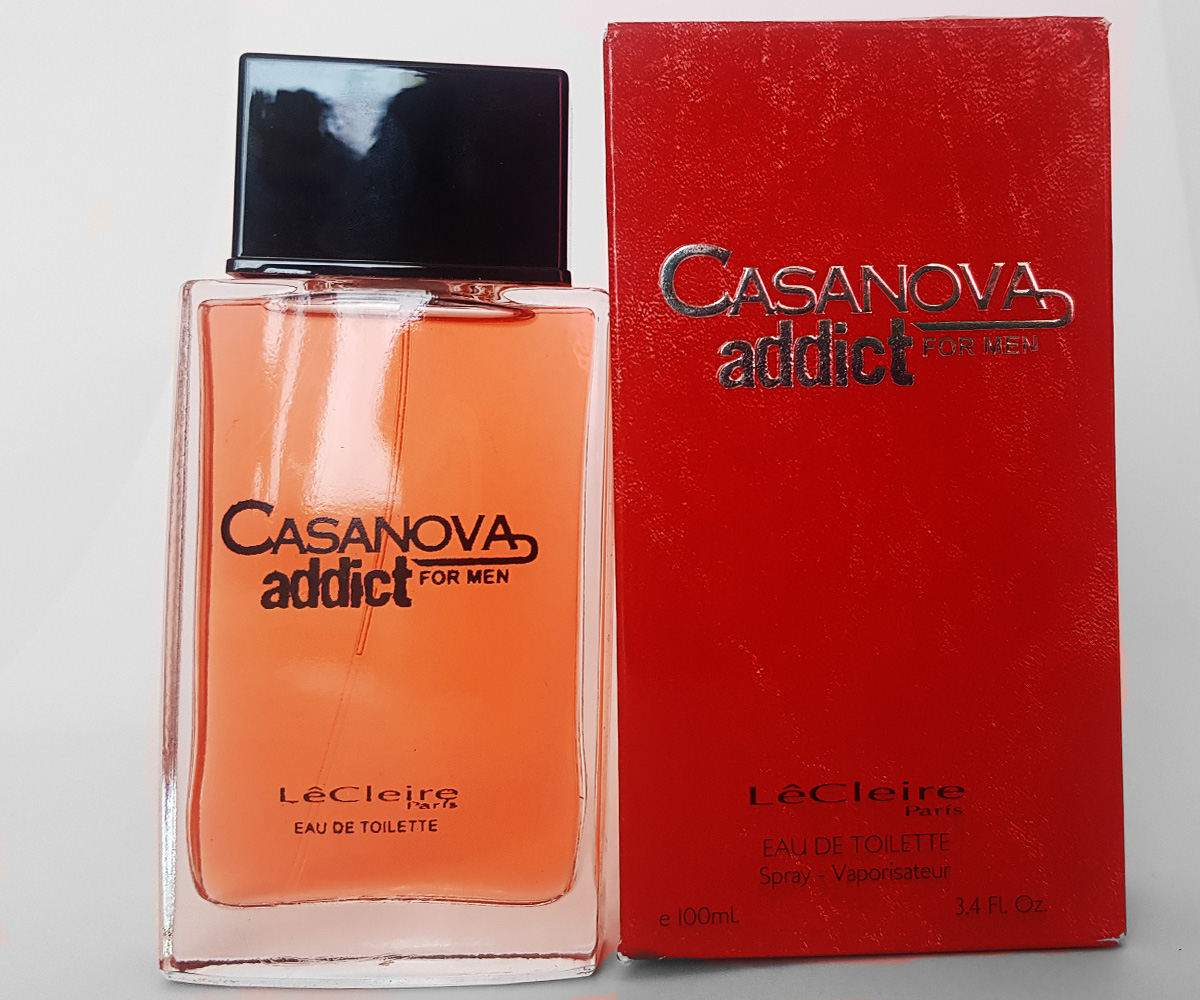 CASANOVA
addict FOR MEN
LêCleire
Paris
EAU DE TOILETTE
CASANOVA
addict FOR MEN
LêCleire
Paris
EAU DE TOILETTE
Spray - Vaporisateur
e 100ml. 3.4 Fl. Oz.